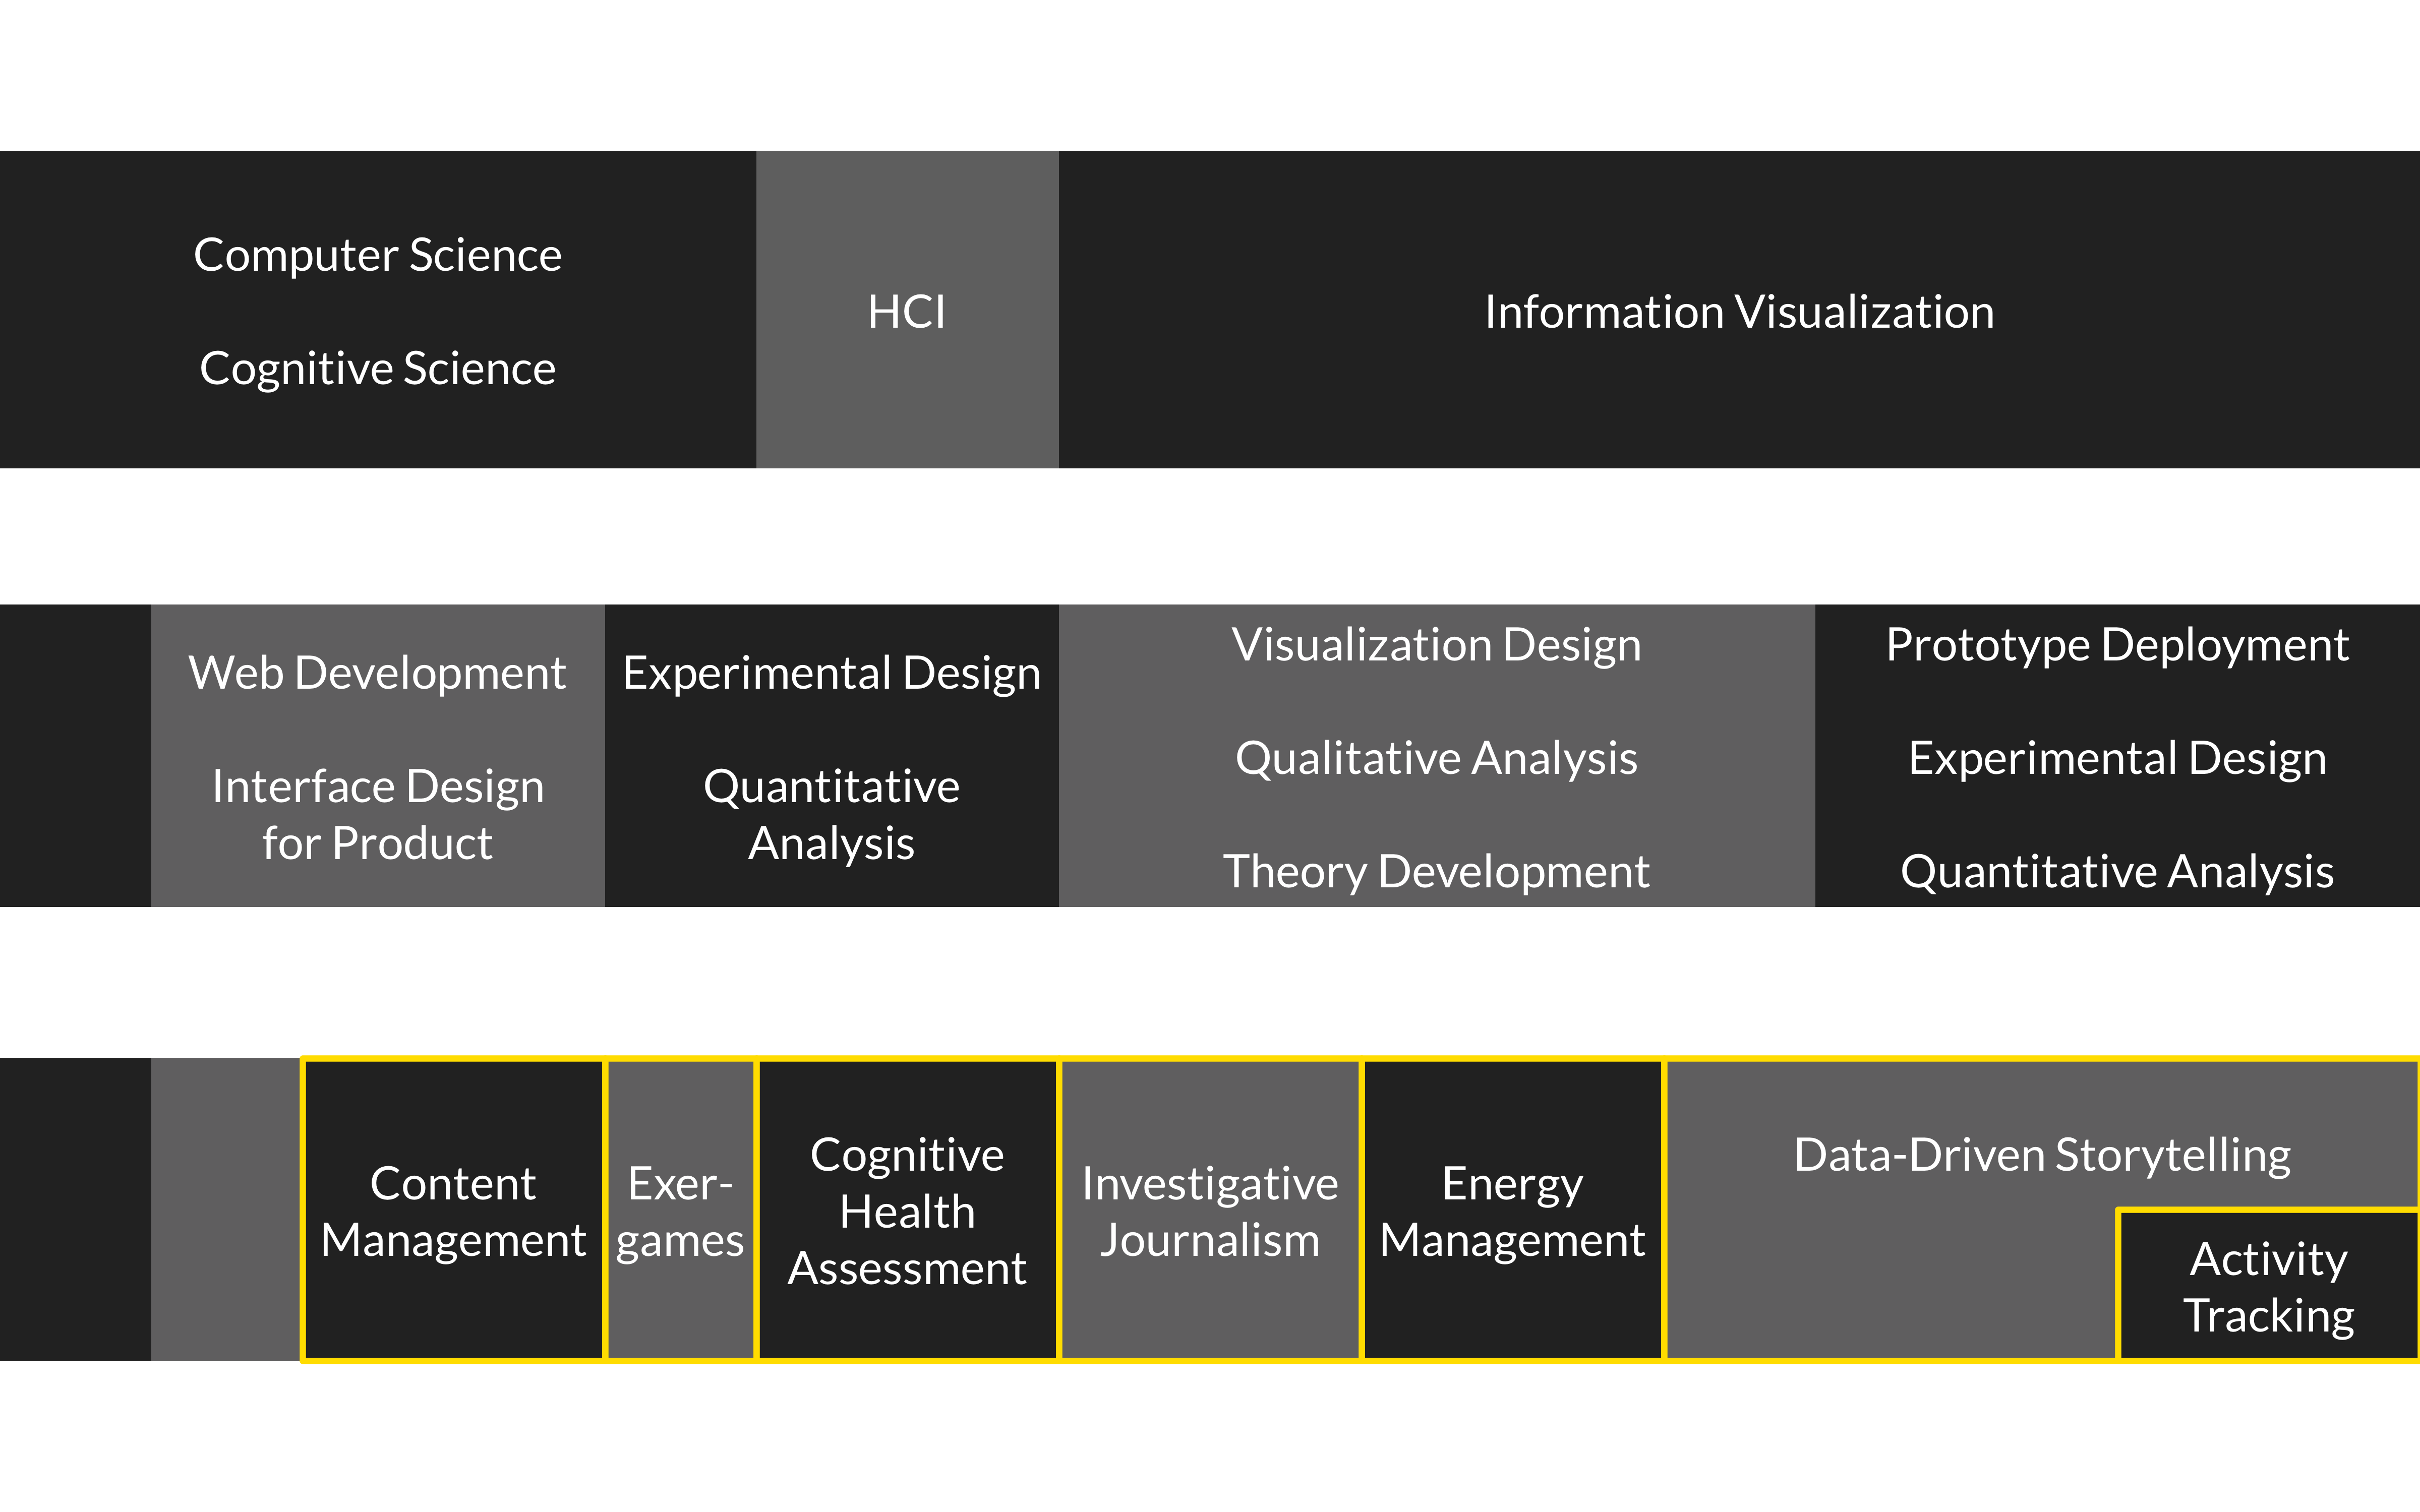 Computer Science
Cognitive Science
HCI
Information Visualization
Web Development
Interface Design
for Product
Experimental Design
Quantitative
Analysis
Visualization Design
Qualitative Analysis
Theory Development
Prototype Deployment
Experimental Design
Quantitative Analysis
Content
Management
Exer-
games
Cognitive
Health
Assessment
Investigative
Journalism
Energy
Management
Data-Driven Storytelling
Activity
Tracking